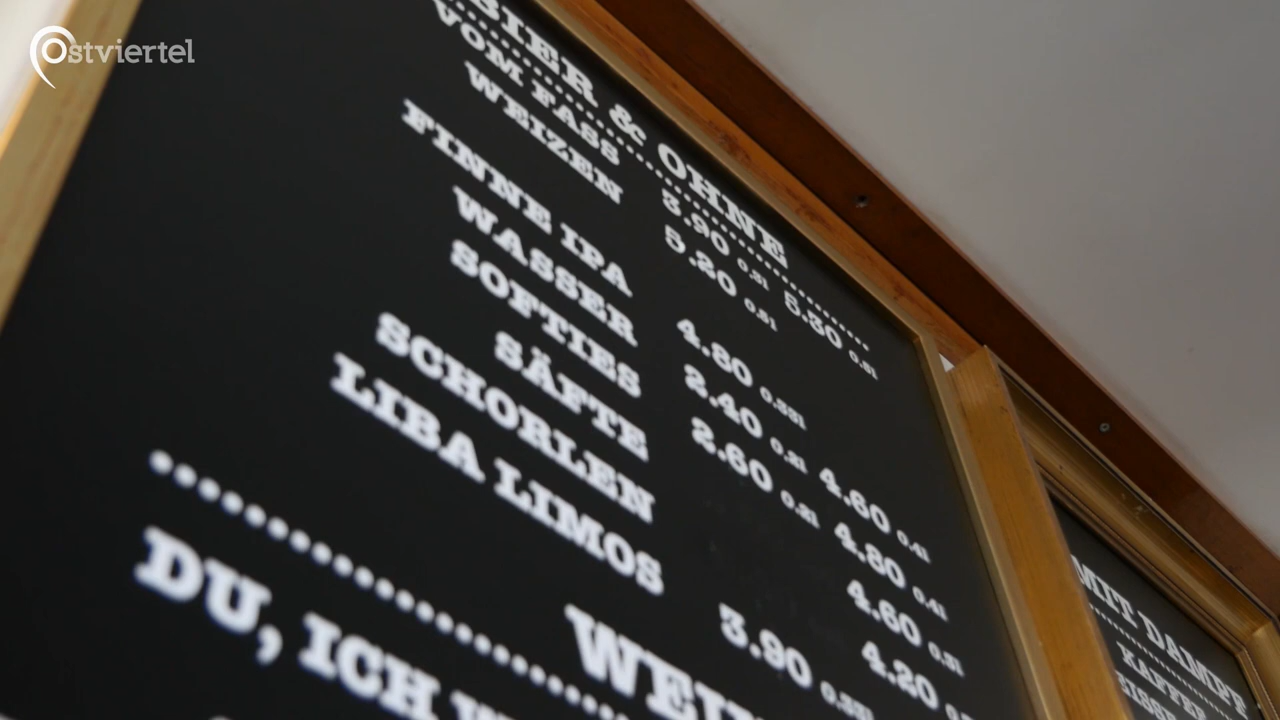 Ostviertel
BIER & OHNE
VOM FASS 3.90 0.3l 5.30 0.5l
WEIZEN 5.20 0.5l
FINNE IPA 4.80 0.33l
WASSER 2.40 0.2l 4.60 0.4l
SOFTIES 2.60 0.2l 4.80 0.4l
SÄFTE 4.60 0.3l
SCHORLEN 4.20
LIBA LIMOS 3.90 0.33l
DU, ICH
MIT DAMPF
KAFFEE